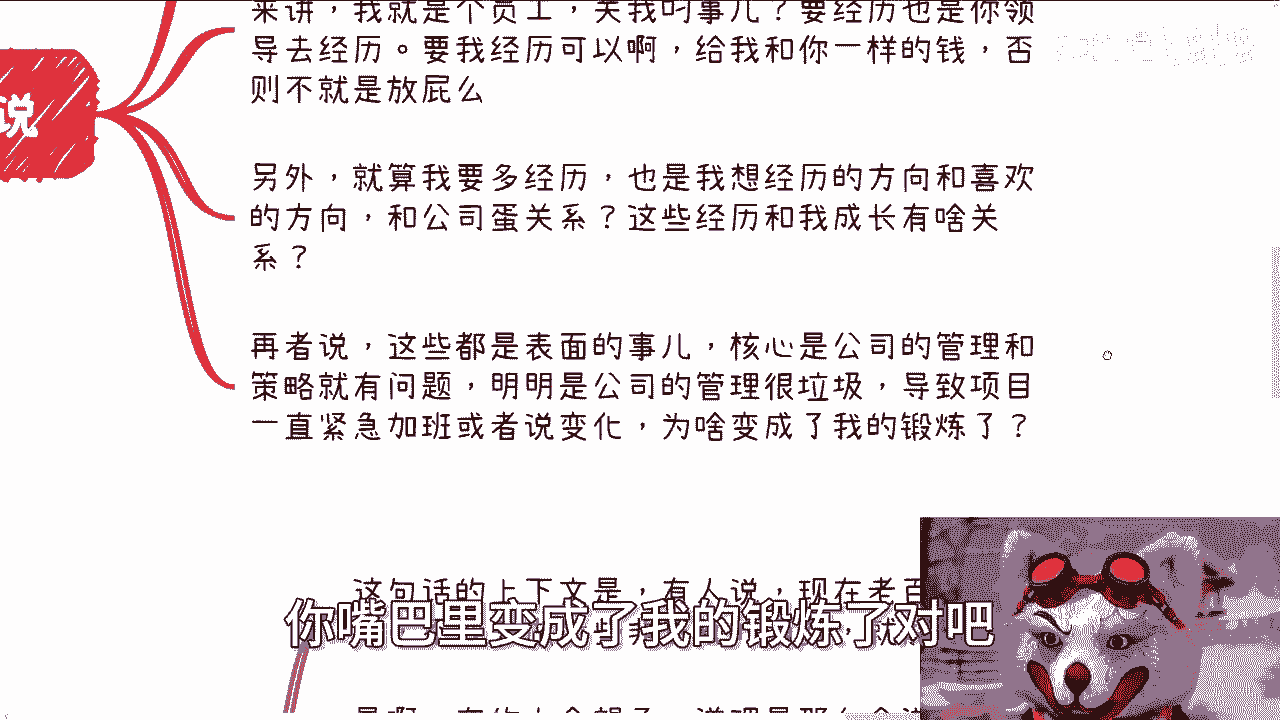 来讲，我就是个员工，关我叼事儿？要经历也是你领
导去经历。要我经历可以啊，给我和你一样的钱，否
则不就是放屁么
说
另外，就算我要多经历，也是我想经历的方向和喜欢
的方向，和公司蛋关系？这些经历和我成长有啥关
系？
再者说，这些都是表面的事儿，核心是公司的管理和
策略就有问题，明明是公司的管理很垃圾，导致项目
一直紧急加班或者说变化，为啥变成了我的锻炼了？
这句话的上下文是，有人说，现在老百
你嘴巴里变成了我的锻炼了对吧